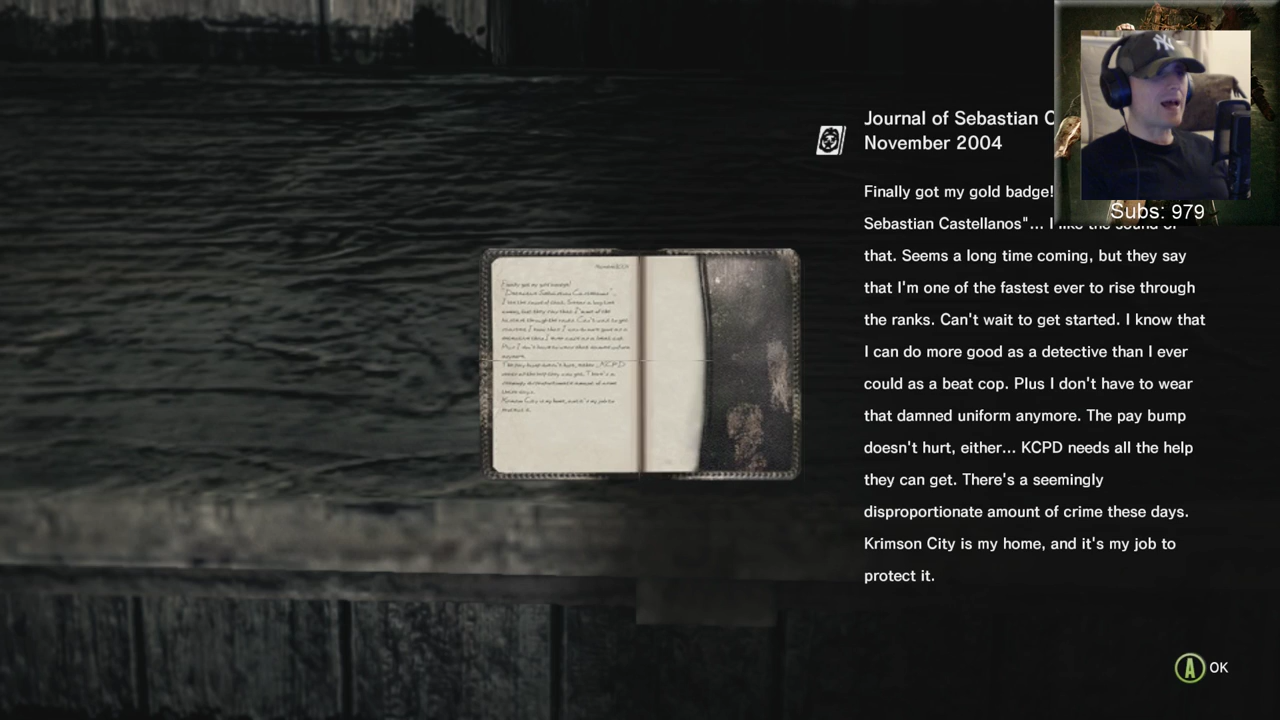 Journal of Sebastian
November 2004
Finally got my gold badge!
Sebastian Castellanos"... I like the sound of
that. Seems a long time coming, but they say
that I'm one of the fastest ever to rise through
the ranks. Can't wait to get started. I know that
I can do more good as a detective than I ever
could as a beat cop. Plus I don't have to wear
that damned uniform anymore. The pay bump
doesn't hurt, either... KCPD needs all the help
they can get. There's a seemingly
disproportionate amount of crime these days.
Krimson City is my home, and it's my job to
protect it.
Subs: 979
NY
A OK